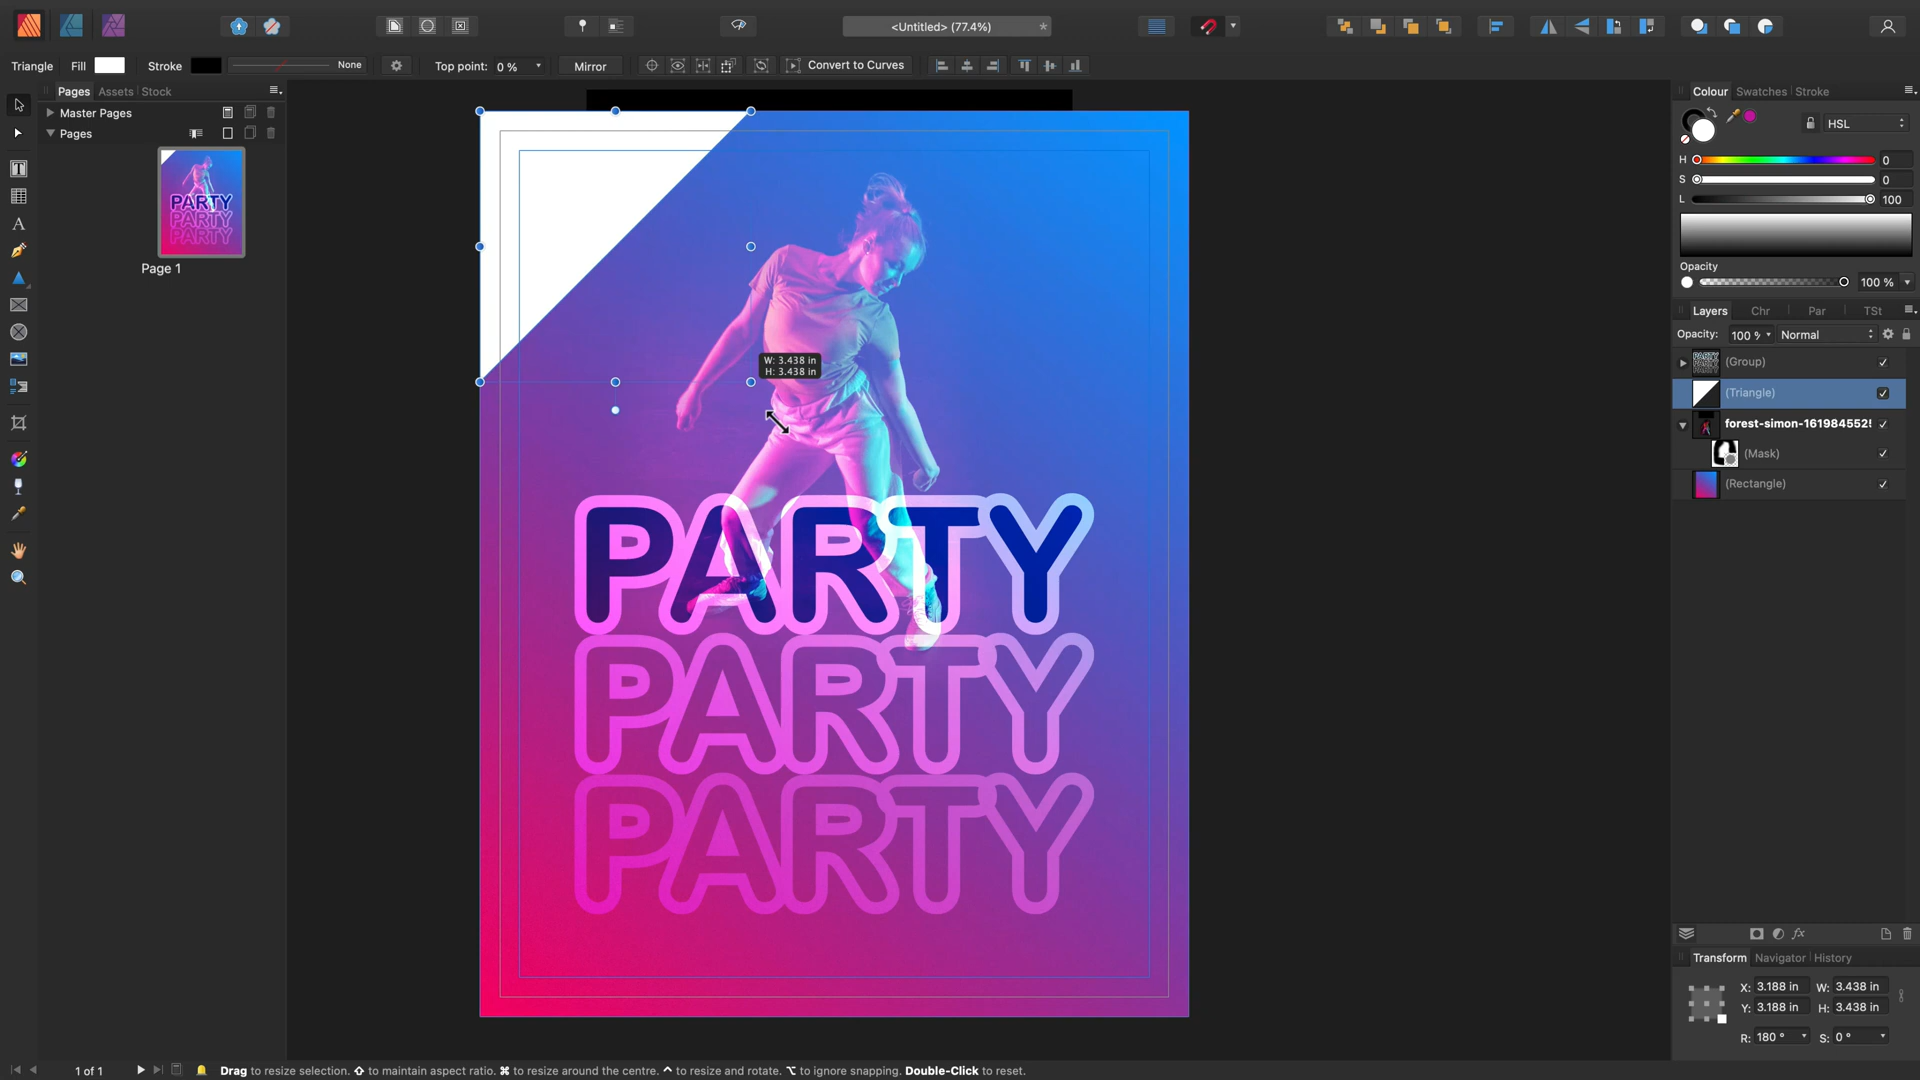 <Untitled> (77.4%)
Triangle Fill Stroke None Top point: 0 % Mirror Convert to Curves
Pages Assets Stock
Master Pages
Pages
PARTY
PARTY
PARTY
Page 1
W: 3.438 in
H: 3.438 in
PARTY
PARTY
PARTY
Colour Swatches Stroke
HSL
H 0
S 0
L 100
Opacity
100 %
Layers Chr Par TSt
Opacity: 100 % Normal
(Group)
(Triangle)
forest-simon-1619845525
(Mask)
(Rectangle)
Transform Navigator History
X: 3.188 in W: 3.438 in
Y: 3.188 in H: 3.438 in
R: 180 ° S: 0 °
1 of 1 Drag to resize selection. ⇧ to maintain aspect ratio. ⌘ to resize around the centre. ^ to resize and rotate. ⌥ to ignore snapping. Double-Click to reset.